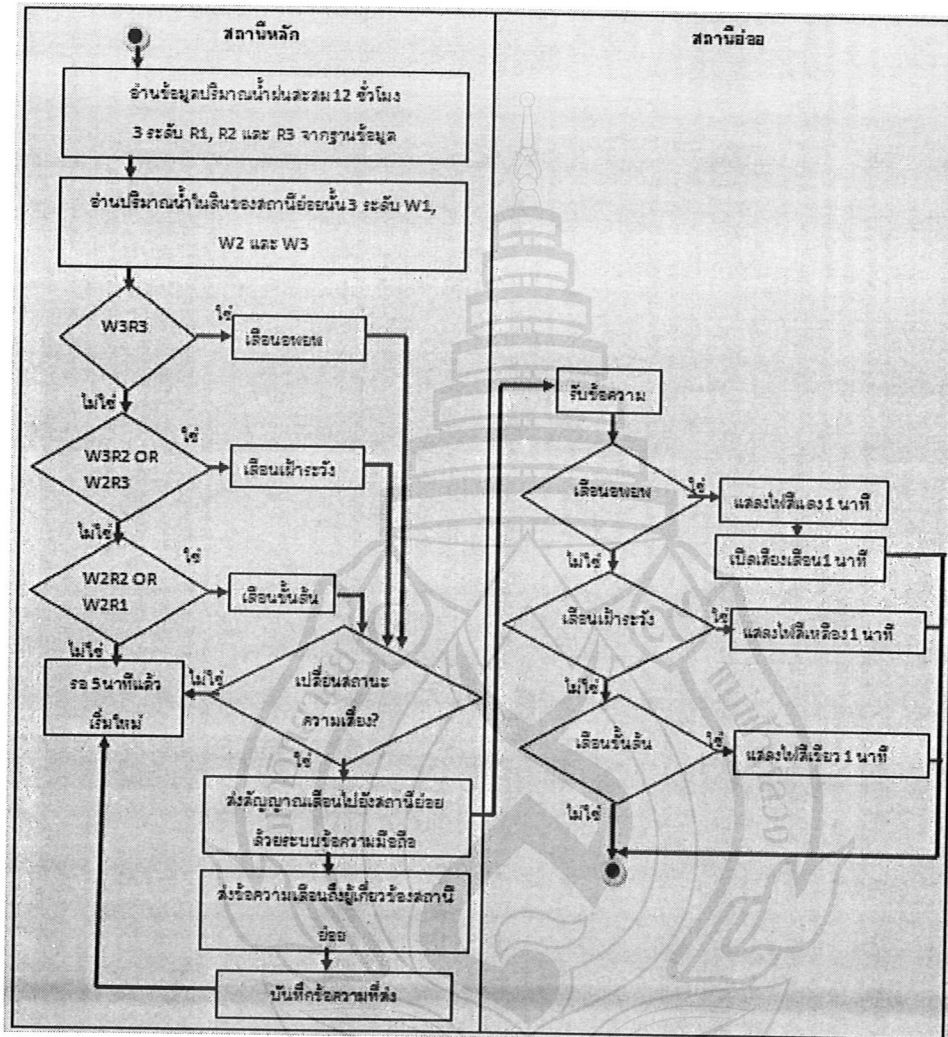 สถานีหลัก
อ่านข้อมูลปริมาณน้ำฝนสะสม 12 ชั่วโมง
3 ระดับ R1, R2 และ R3 จากฐานข้อมูล
อ่านปริมาณน้ำในดินของสถานีย่อยนั้น 3 ระดับ W1,
W2 และ W3
W3R3
ใช่
เตือนอพยพ
ไม่ใช่
W3R2 OR
W2R3
ใช่
เตือนเฝ้าระวัง
ไม่ใช่
W2R2 OR
W2R1
ใช่
เตือนขั้นต้น
ไม่ใช่
รอ 5นาทีแล้ว
เริ่มใหม่
ไม่ใช่
เปลี่ยนสถานะ
ความเสี่ยง?
ใช่
ส่งสัญญาณเตือนไปยังสถานีย่อย
ด้วยระบบข้อความมือถือ
ส่งข้อความเตือนถึงผู้เกี่ยวข้องสถานี
ย่อย
บันทึกข้อความที่ส่ง
สถานีย่อย
รับข้อความ
เตือนอพยพ
ใช่
แสดงไฟสีแดง 1 นาที
เปิดเสียงเตือน 1 นาที
ไม่ใช่
เตือนเฝ้าระวัง
ใช่
แสดงไฟสีเหลือง 1 นาที
ไม่ใช่
เตือนขั้นต้น
ใช่
แสดงไฟสีเขียว 1 นาที
ไม่ใช่